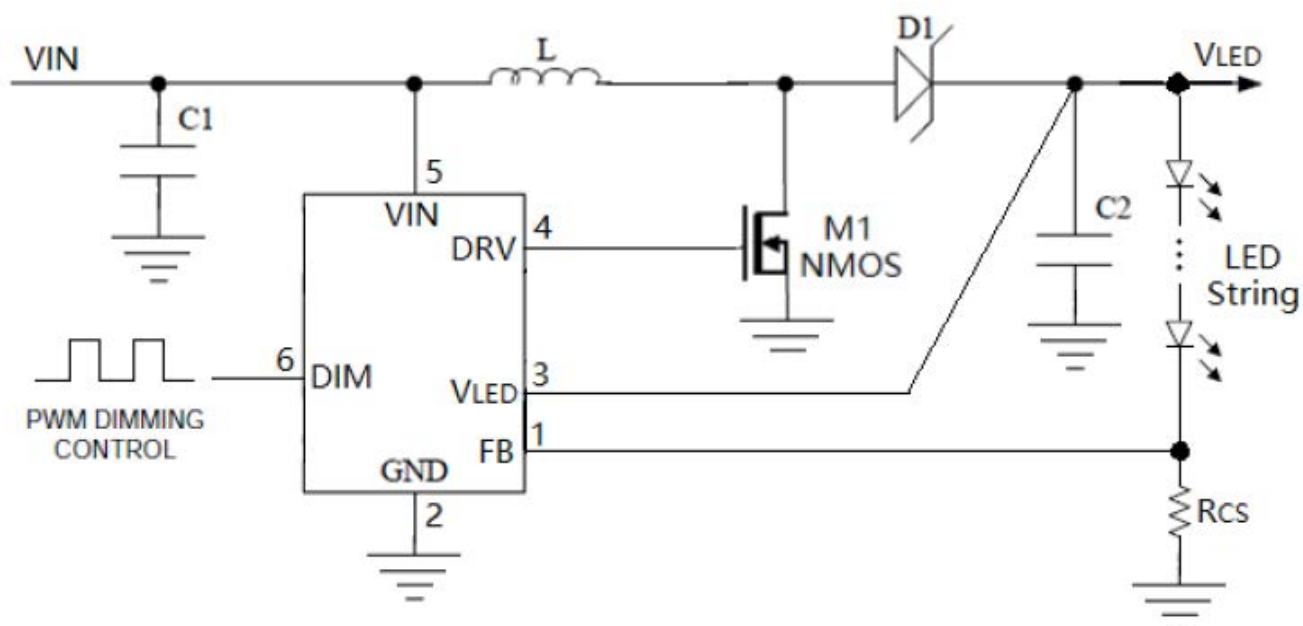 VIN
L
D1
VLED
C1
5
VIN
4
DRV
M1
NMOS
C2
LED
String
6
DIM
PWM DIMMING
CONTROL
3
VLED
1
FB
GND
2
RCS